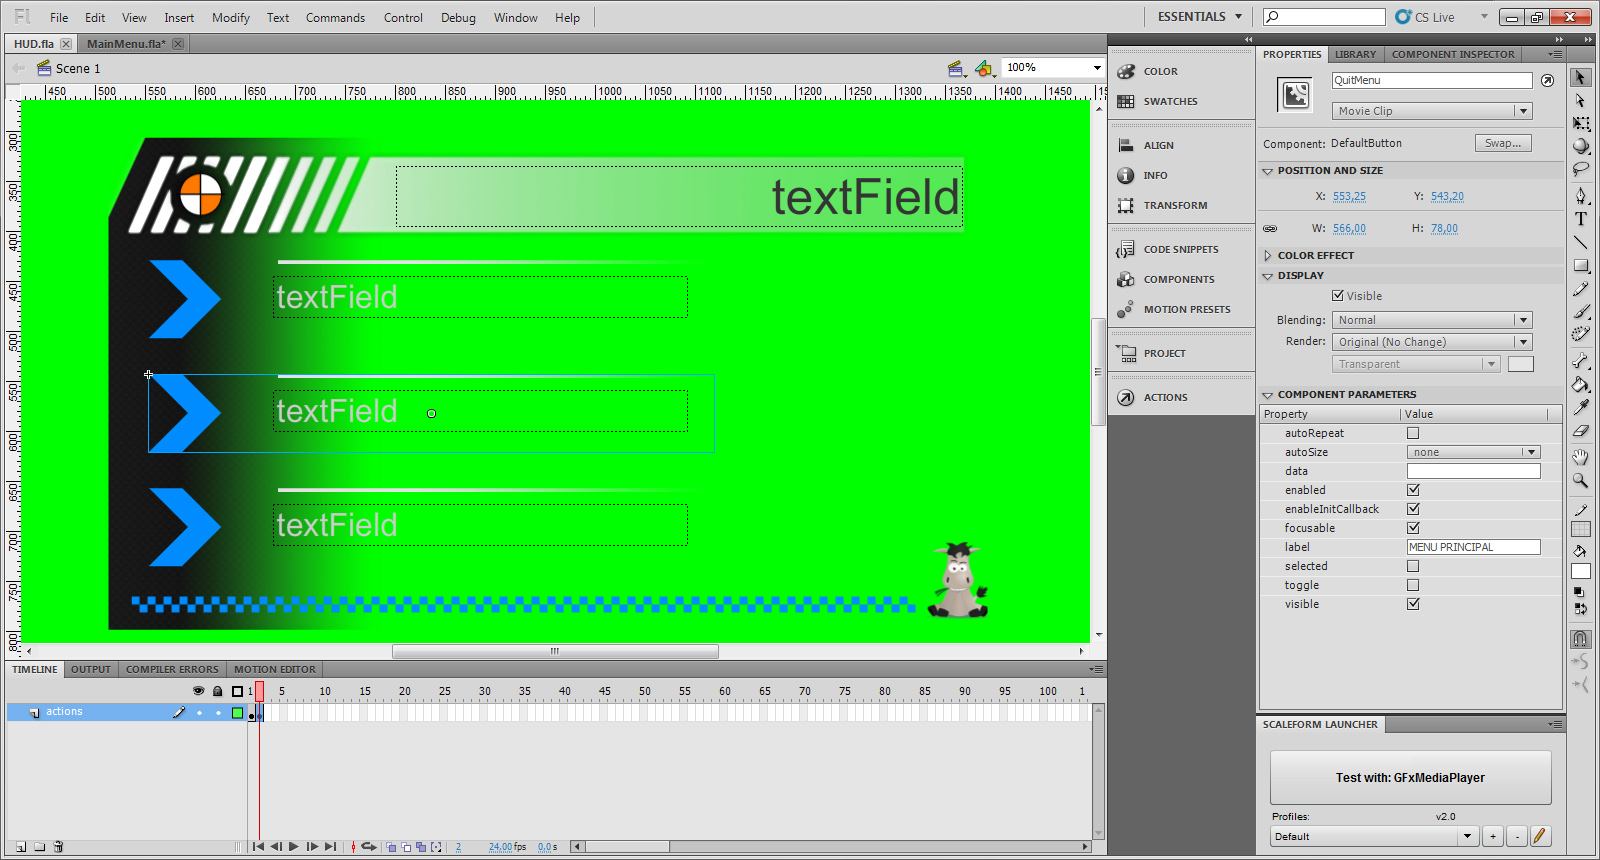 Fl File Edit View Insert Modify Text Commands Control Debug Window Help ESSENTIALS CS Live
HUD.fla MainMenu.fla*
Scene 1 100%
450 500 550 600 650 700 750 800 850 900 950 1000 1050 1100 1150 1200 1250 1300 1350 1400 1450
300
350
400
450
500
550
600
650
700
750
800
textField
textField
textField
textField
COLOR
SWATCHES
ALIGN
INFO
TRANSFORM
CODE SNIPPETS
COMPONENTS
MOTION PRESETS
PROJECT
ACTIONS
PROPERTIES LIBRARY COMPONENT INSPECTOR
QuitMenu
Movie Clip
Component: DefaultButton Swap...
POSITION AND SIZE
X: 553,25 Y: 543,20
W: 566,00 H: 78,00
COLOR EFFECT
DISPLAY
Visible
Blending: Normal
Render: Original (No Change)
Transparent
COMPONENT PARAMETERS
Property Value
autoRepeat
autoSize none
data
enabled
enableInitCallback
focusable
label MENU PRINCIPAL
selected
toggle
visible
SCALEFORM LAUNCHER
Test with: GFxMediaPlayer
Profiles: v2.0
Default + -
TIMELINE OUTPUT COMPILER ERRORS MOTION EDITOR
1 5 10 15 20 25 30 35 40 45 50 55 60 65 70 75 80 85 90 95 100 1
actions
2 24.00 fps 0.0 s